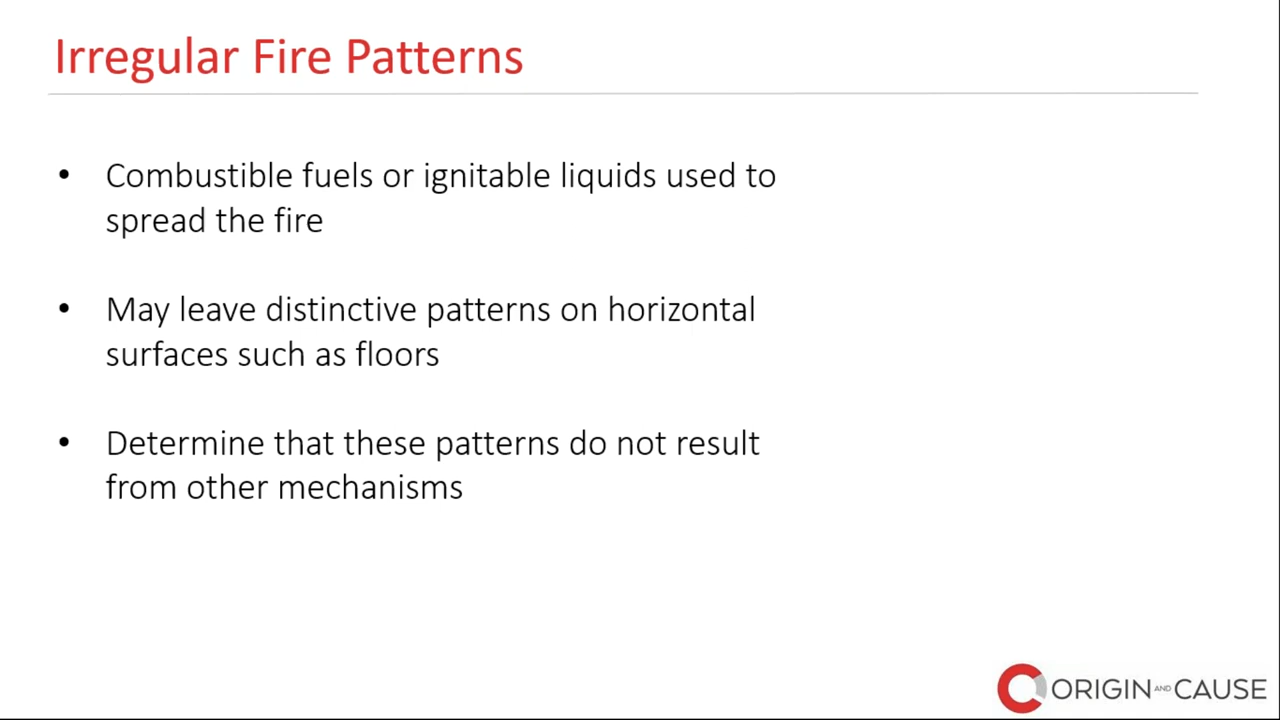 Irregular Fire Patterns
• Combustible fuels or ignitable liquids used to
spread the fire
• May leave distinctive patterns on horizontal
surfaces such as floors
• Determine that these patterns do not result
from other mechanisms
ORIGIN AND CAUSE